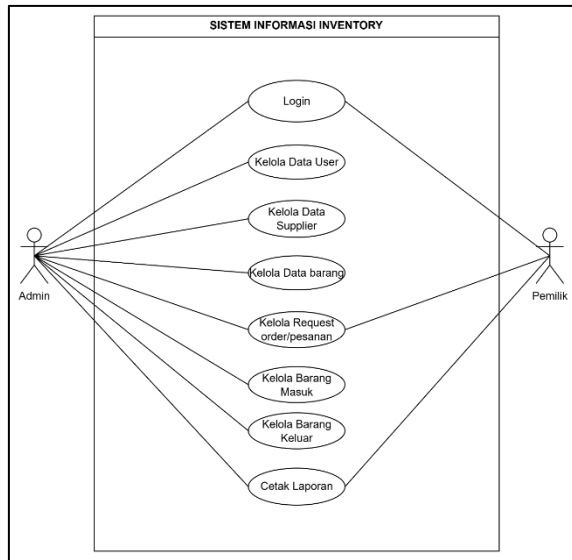 SISTEM INFORMASI INVENTORY
Login
Kelola Data User
Kelola Data
Supplier
Kelola Data barang
Admin
Pemilik
Kelola Request
order/pesanan
Kelola Barang
Masuk
Kelola Barang
Keluar
Cetak Laporan